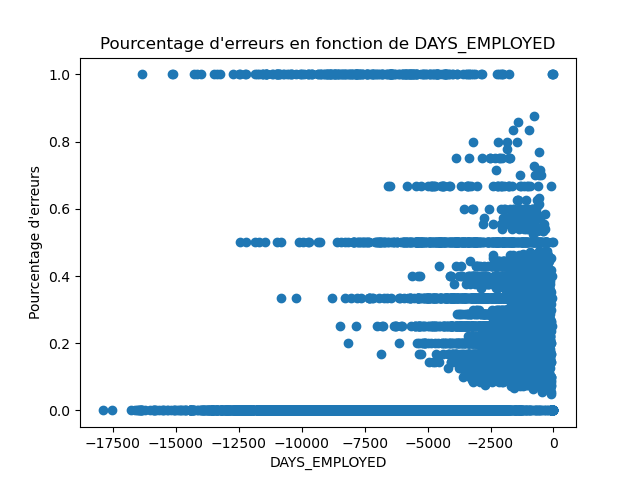 Pourcentage d'erreurs en fonction de DAYS_EMPLOYED
1.0
0.8
0.6
0.4
0.2
0.0
Pourcentage d'erreurs
−17500 −15000 −12500 −10000 −7500 −5000 −2500 0
DAYS_EMPLOYED